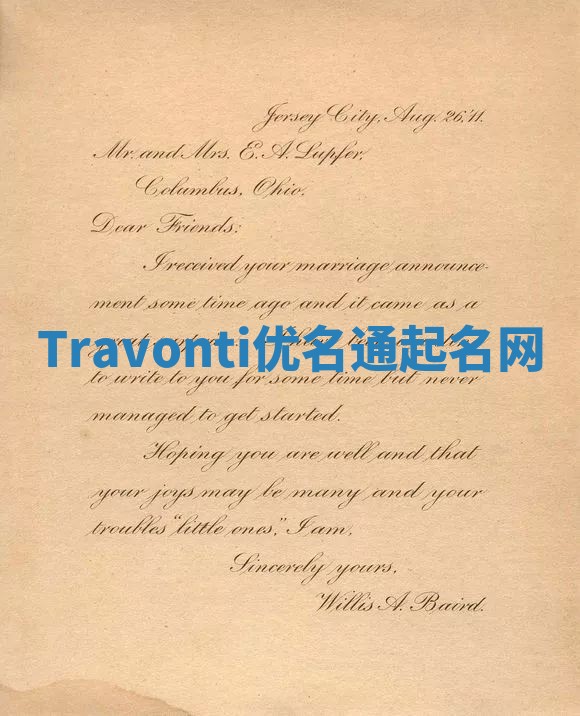 Jersey City, Aug. 26, '11.
Mr. and Mrs. E. A. Lupfer,
Columbus, Ohio.
Dear Friends:
I received your marriage announce-
ment some time ago and it came as a
Travonti优名通起名网
to write to you for some time but never
managed to get started.
Hoping you are well and that
your joys may be many and your
troubles "little ones," I am,
Sincerely yours,
Willis A. Baird.